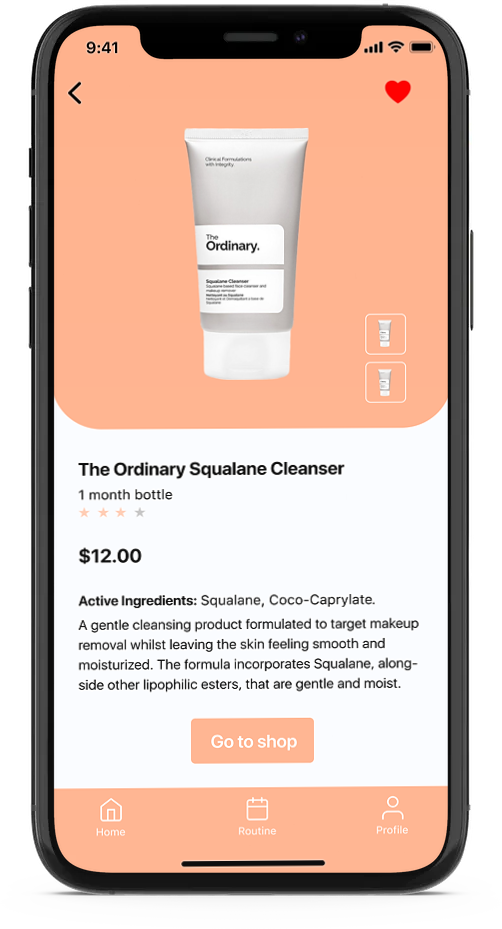 9:41
Clinical Formulations
with Integrity.
The
Ordinary.
Squalane Cleanser
Squalane-based face cleanser and
makeup remover
Nettoyant au Squalane
The Ordinary Squalane Cleanser
1 month bottle
$12.00
Active Ingredients: Squalane, Coco-Caprylate.
A gentle cleansing product formulated to target makeup
removal whilst leaving the skin feeling smooth and
moisturized. The formula incorporates Squalane, along-
side other lipophilic esters, that are gentle and moist.
Go to shop
Home
Routine
Profile